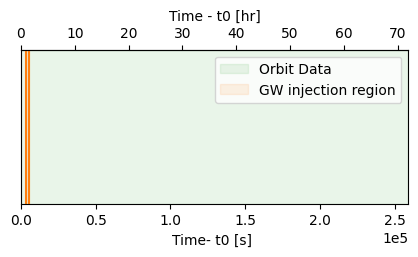 Time - t0 [hr]
0 10 20 30 40 50 60 70
Orbit Data
GW injection region
0.0 0.5 1.0 1.5 2.0 2.5
1e5
Time- t0 [s]